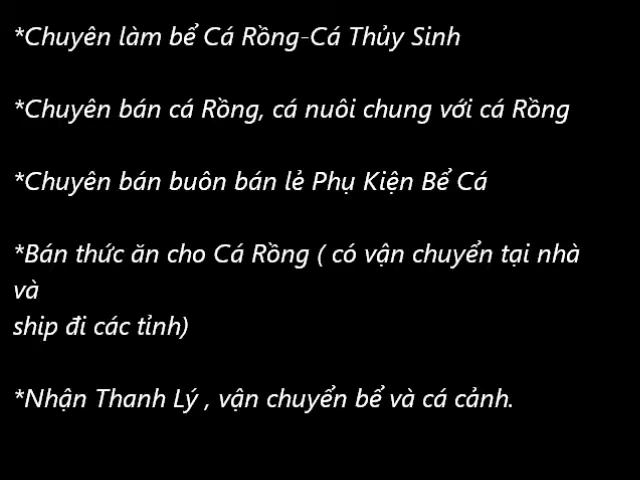 *Chuyên làm bể Cá Rồng-Cá Thủy Sinh
*Chuyên bán cá Rồng, cá nuôi chung với cá Rồng
*Chuyên bán buôn bán lẻ Phụ Kiện Bể Cá
*Bán thức ăn cho Cá Rồng ( có vận chuyển tại nhà
và
ship đi các tỉnh)
*Nhận Thanh Lý , vận chuyển bể và cá cảnh.